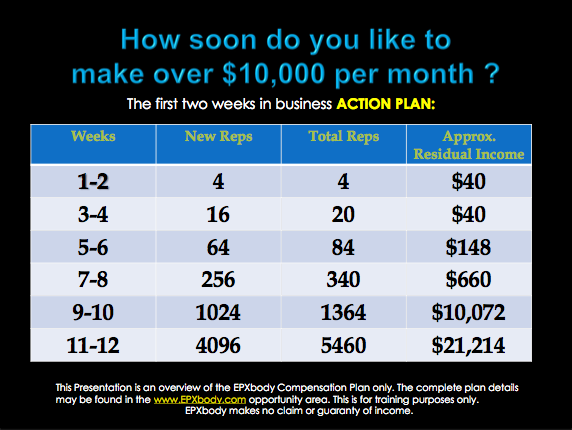 How soon do you like to
make over $10,000 per month ?
The first two weeks in business ACTION PLAN:
Weeks New Reps Total Reps Approx. Residual Income
1-2 4 4 $40
3-4 16 20 $40
5-6 64 84 $148
7-8 256 340 $660
9-10 1024 1364 $10,072
11-12 4096 5460 $21,214
This Presentation is an overview of the EPXbody Compensation Plan only. The complete plan details
may be found in the www.EPXbody.com opportunity area. This is for training purposes only.
EPXbody makes no claim or guaranty of income.